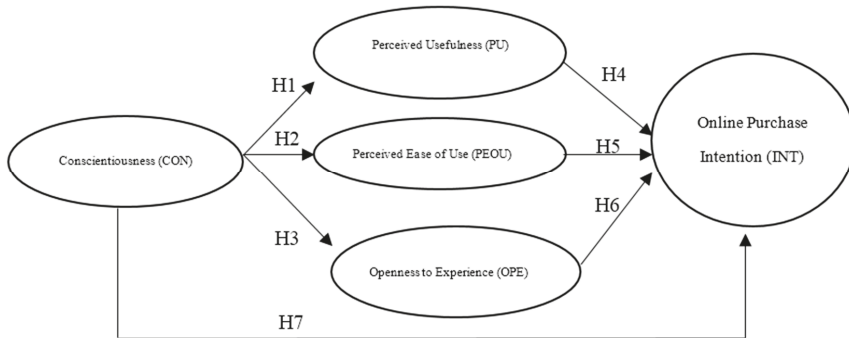 Perceived Usefulness (PU)
H1
H4
Conscientiousness (CON)
H2
Perceived Ease of Use (PEOU)
H5
Online Purchase
Intention (INT)
H3
H6
Openness to Experience (OPE)
H7